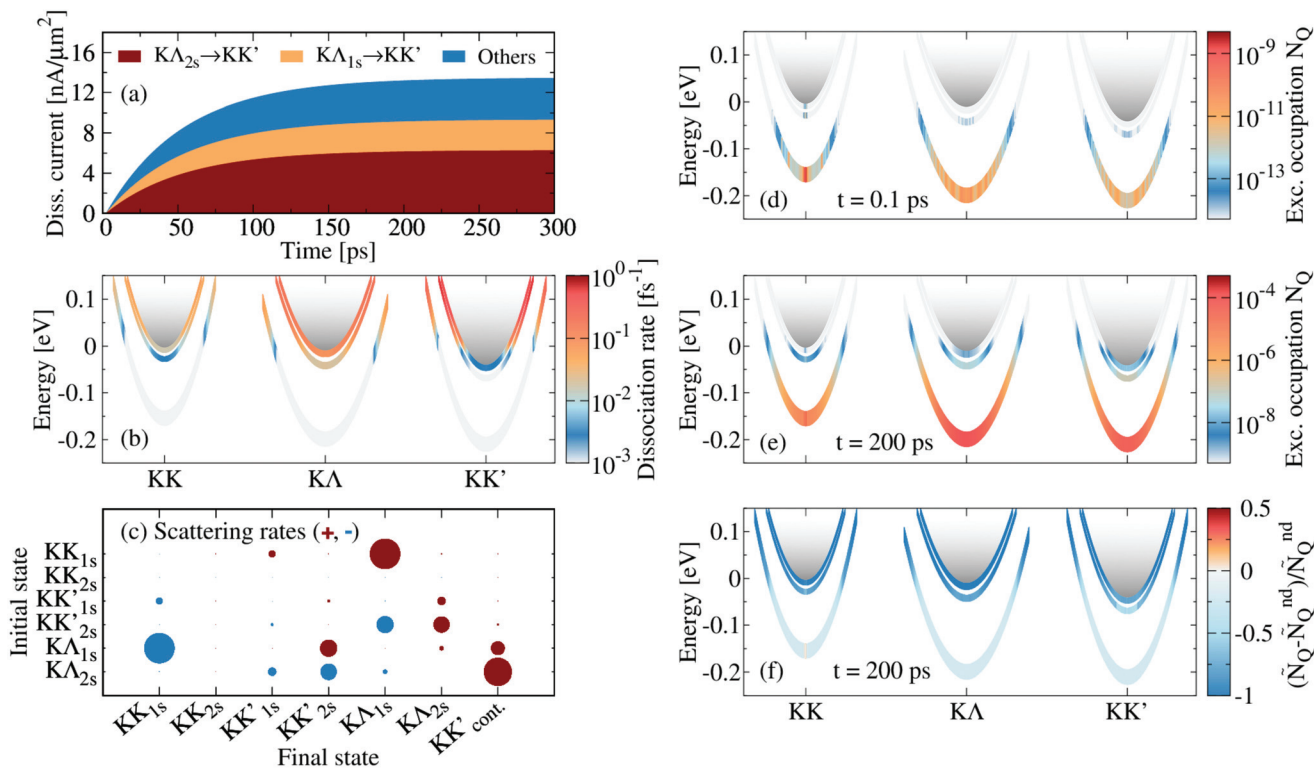 Diss. current [nA/μm²]
16
12
8
4
0
KΛ2s→KK'
KΛ1s→KK'
Others
(a)
0 50 100 150 200 250 300
Time [ps]
Energy [eV]
0.1
0
-0.1
-0.2
(b)
KK KΛ KK'
10⁰
10⁻¹
10⁻²
10⁻³
Dissociation rate [fs⁻¹]
(c) Scattering rates (+, -)
Initial state
KK1s
KK2s
KK'1s
KK'2s
KΛ1s
KΛ2s
KK1s KK2s KK'1s KK'2s KΛ1s KΛ2s KK'cont.
Final state
Energy [eV]
0.1
0
-0.1
-0.2
(d) t = 0.1 ps
10⁻⁹
10⁻¹¹
10⁻¹³
Exc. occupation NQ
Energy [eV]
0.1
0
-0.1
-0.2
(e) t = 200 ps
10⁻⁴
10⁻⁶
10⁻⁸
Exc. occupation NQ
Energy [eV]
0.1
0
-0.1
-0.2
(f) t = 200 ps
KK KΛ KK'
0.5
0
-0.5
-1
(ÑQ-ÑQnd)/ÑQnd